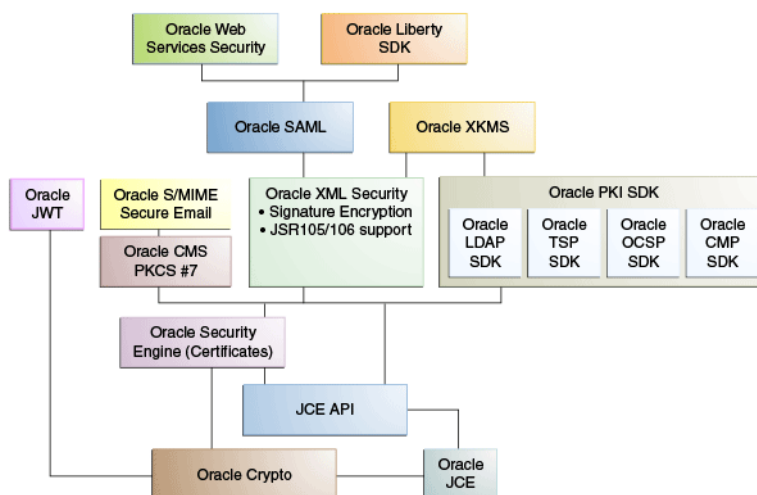 Oracle Web
Services Security
Oracle Liberty
SDK
Oracle SAML
Oracle XKMS
Oracle
JWT
Oracle S/MIME
Secure Email
Oracle XML Security
• Signature Encryption
• JSR105/106 support
Oracle PKI SDK
Oracle
LDAP
SDK
Oracle
TSP
SDK
Oracle
OCSP
SDK
Oracle
CMP
SDK
Oracle CMS
PKCS #7
Oracle Security
Engine (Certificates)
JCE API
Oracle Crypto
Oracle
JCE